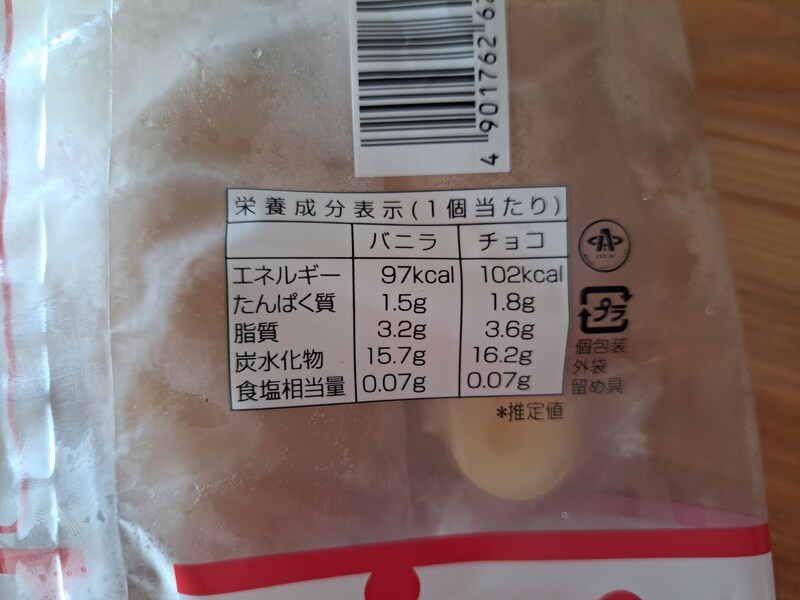 4 901762 62
栄養成分表示(1個当たり)
バニラ チョコ
エネルギー 97kcal 102kcal
たんぱく質 1.5g 1.8g
脂質 3.2g 3.6g
炭水化物 15.7g 16.2g
食塩相当量 0.07g 0.07g
*推定値
プラ
個包装
外袋
留め具